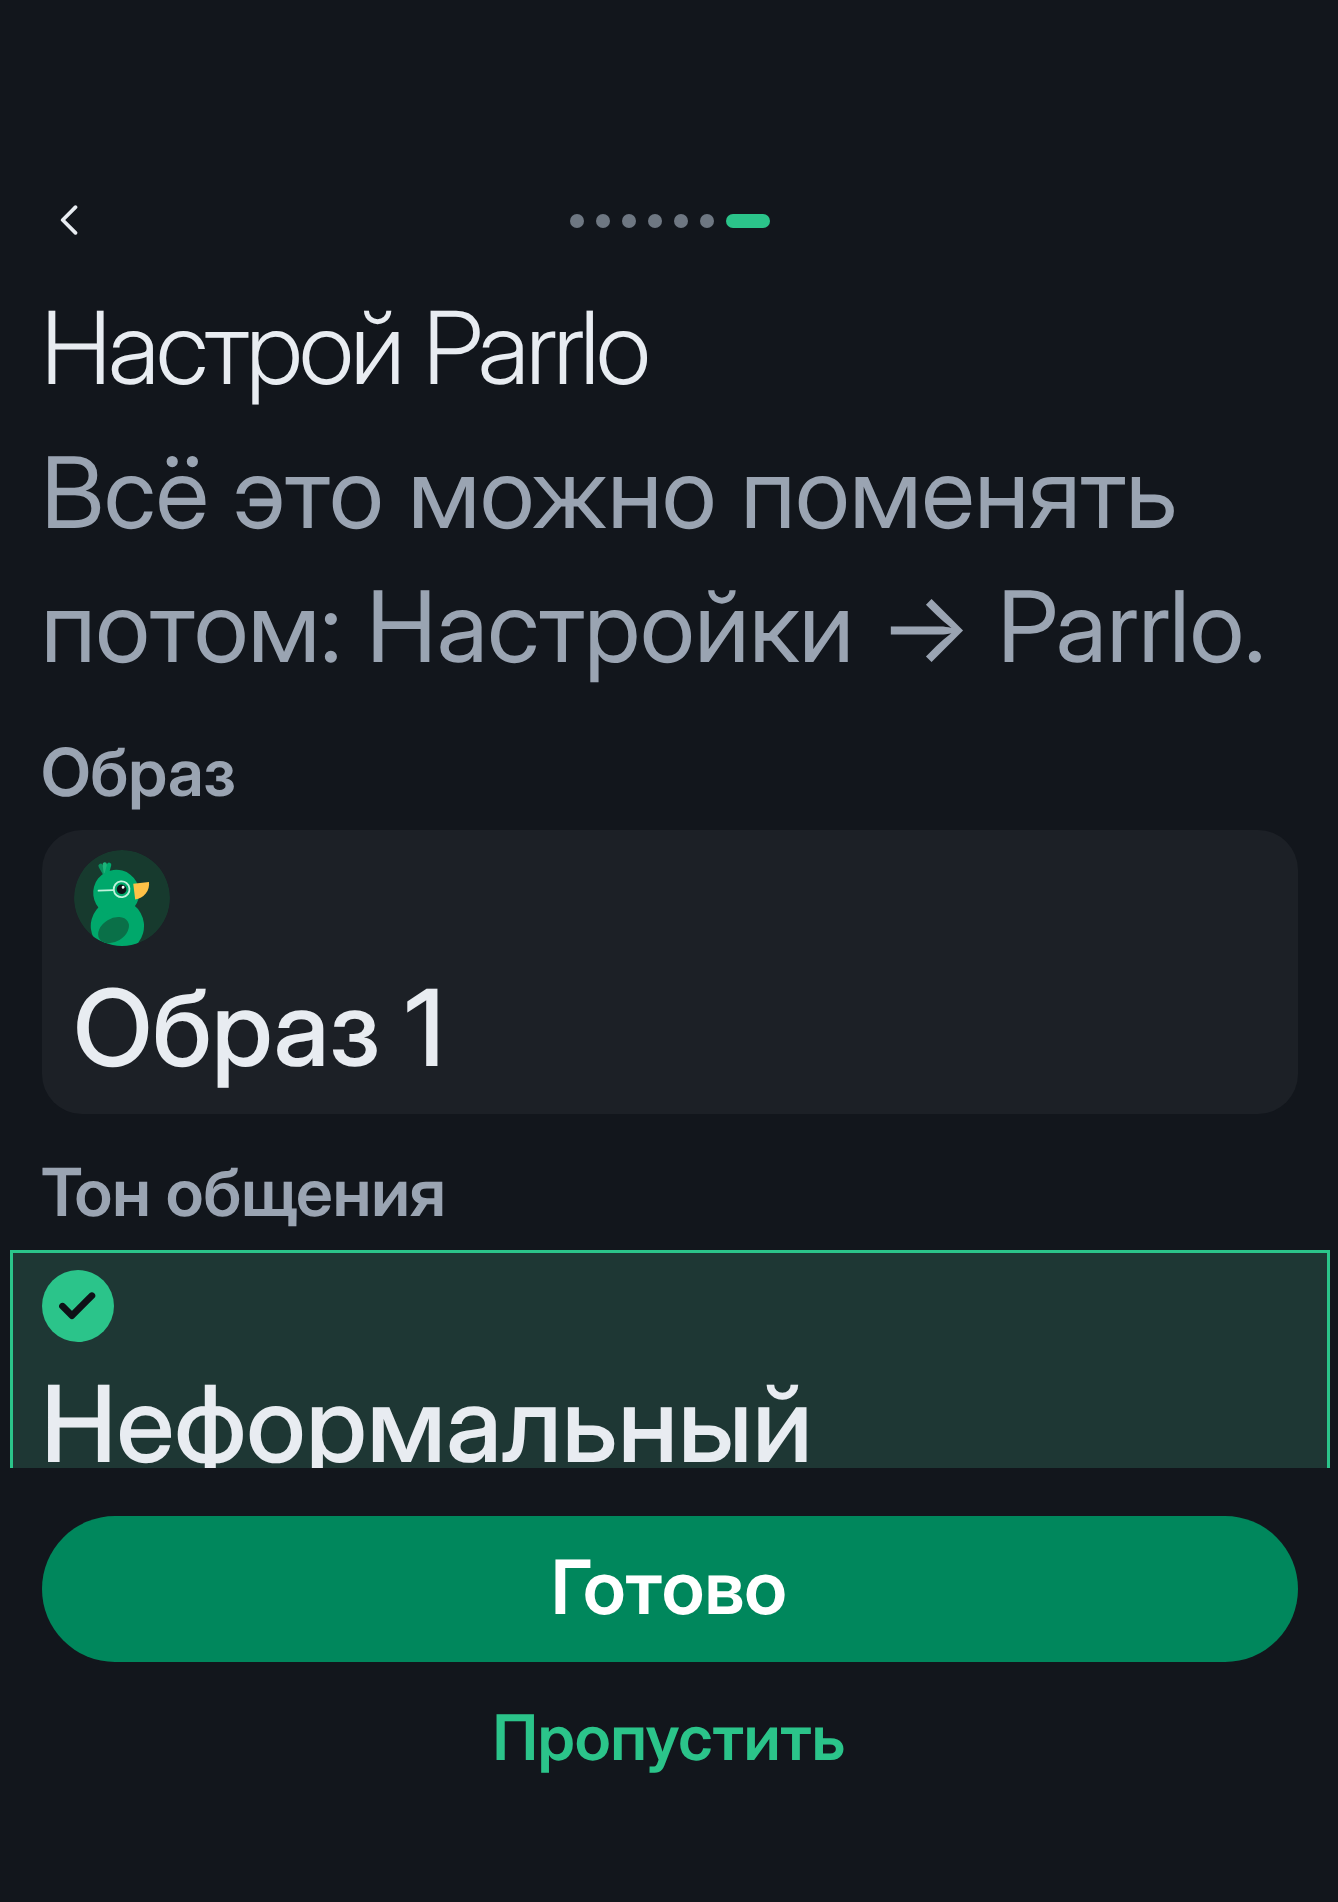 Настрой Parrlo
Всё это можно поменять
потом: Настройки → Parrlo.
Образ
Образ 1
Тон общения
Неформальный
Готово
Пропустить